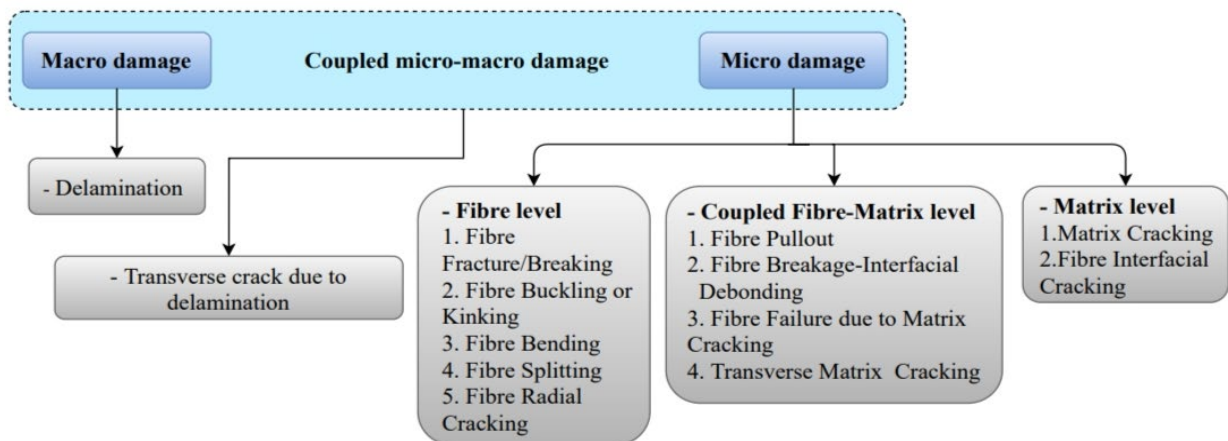 Macro damage
Coupled micro-macro damage
Micro damage
- Delamination
- Transverse crack due to
delamination
- Fibre level
1. Fibre
Fracture/Breaking
2. Fibre Buckling or
Kinking
3. Fibre Bending
4. Fibre Splitting
5. Fibre Radial
Cracking
- Coupled Fibre-Matrix level
1. Fibre Pullout
2. Fibre Breakage-Interfacial
Debonding
3. Fibre Failure due to Matrix
Cracking
4. Transverse Matrix Cracking
- Matrix level
1.Matrix Cracking
2.Fibre Interfacial
Cracking